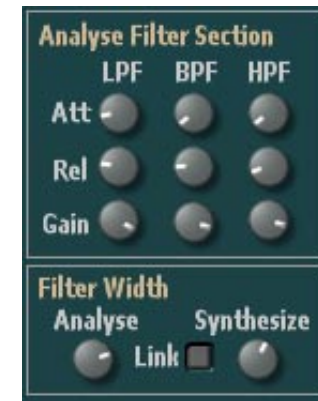 Analyse Filter Section
LPF BPF HPF
Att
Rel
Gain
Filter Width
Analyse Synthesize
Link